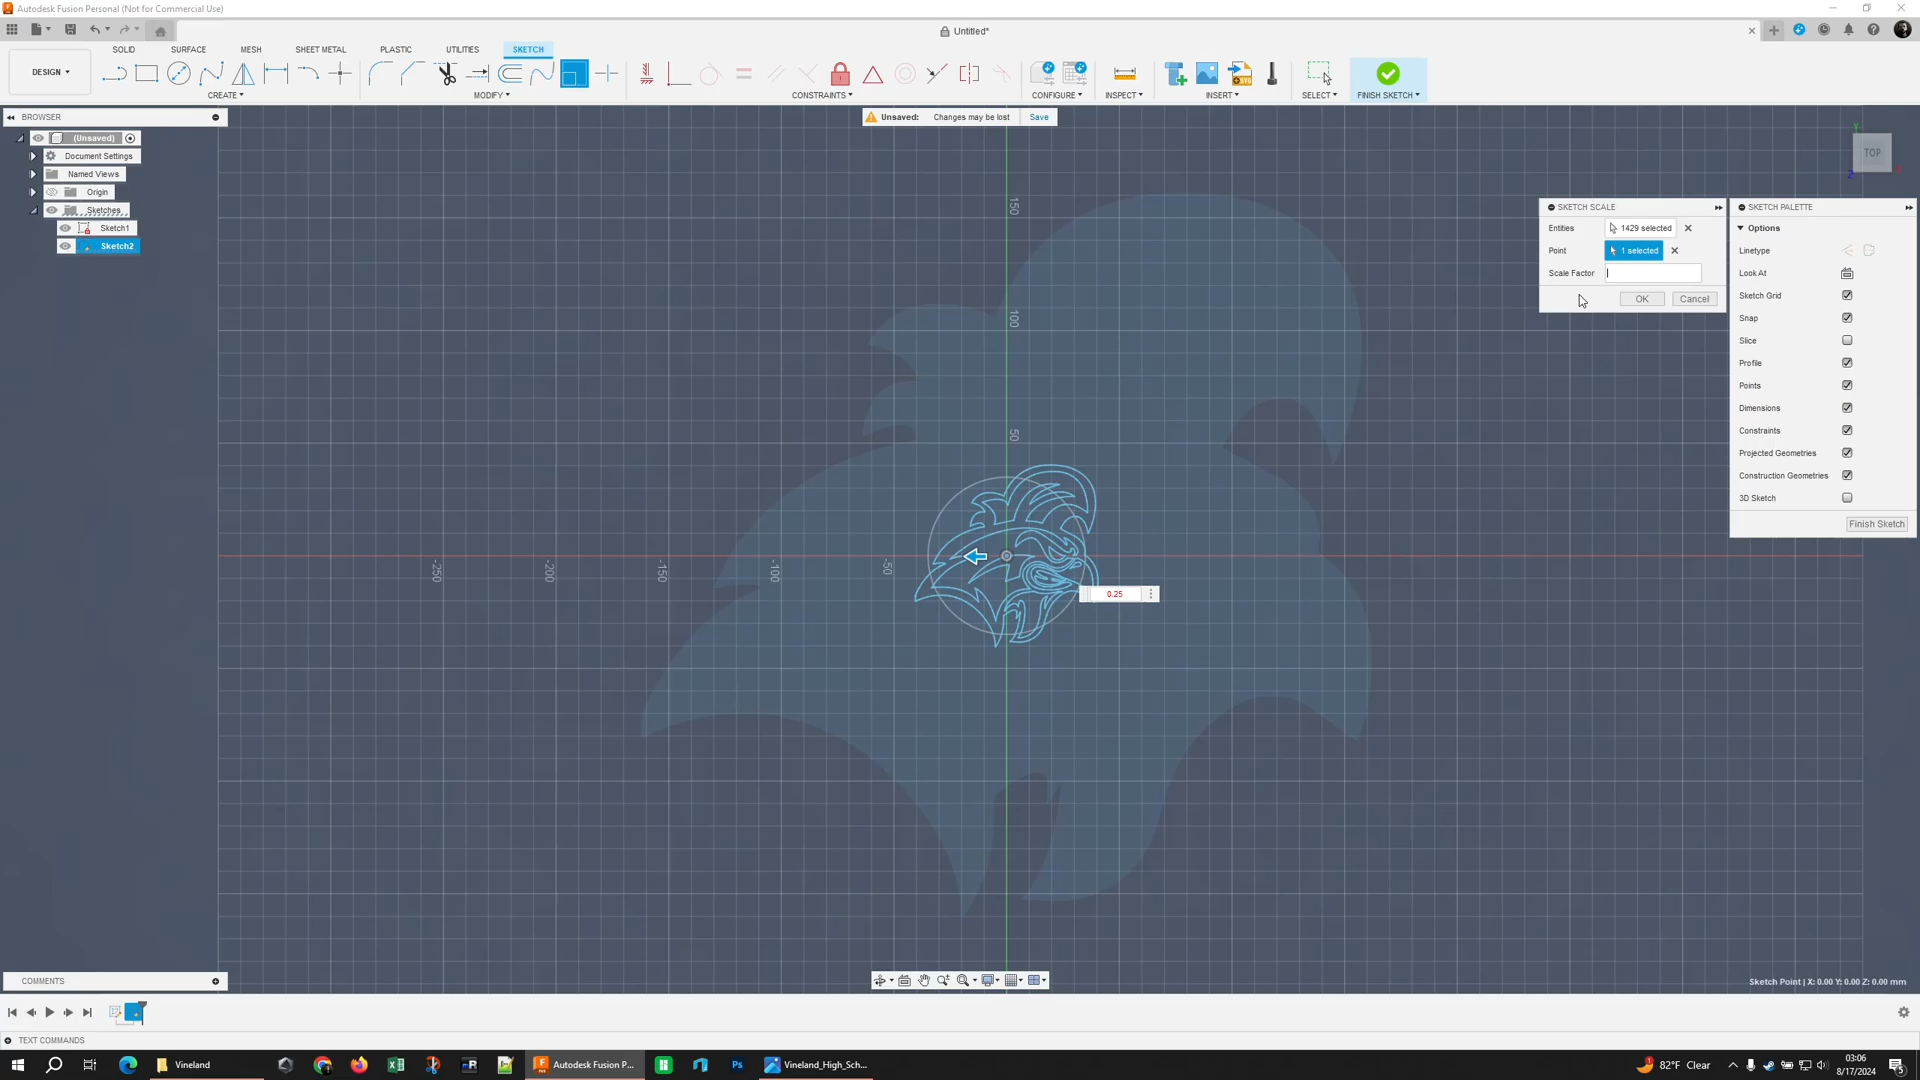 Autodesk Fusion Personal (Not for Commercial Use)
Untitled*
DESIGN
SOLID SURFACE MESH SHEET METAL PLASTIC UTILITIES SKETCH
CREATE MODIFY CONSTRAINTS CONFIGURE INSPECT INSERT SELECT FINISH SKETCH
BROWSER
Unsaved: Changes may be lost Save
(Unsaved)
Document Settings
Named Views
Origin
Sketches
Sketch1
Sketch2
Y
TOP
Z
150
100
50
-250
-200
-150
-100
-50
0.25
SKETCH SCALE
Entities 1429 selected
Point 1 selected
Scale Factor
OK Cancel
SKETCH PALETTE
Options
Linetype
Look At
Sketch Grid
Snap
Slice
Profile
Points
Dimensions
Constraints
Projected Geometries
Construction Geometries
3D Sketch
Finish Sketch
COMMENTS
Sketch Point | X: 0.00 Y: 0.00 Z: 0.00 mm
TEXT COMMANDS
Vineland
Autodesk Fusion P...
Ps
Vineland_High_Sch...
82°F Clear
03:06
8/17/2024